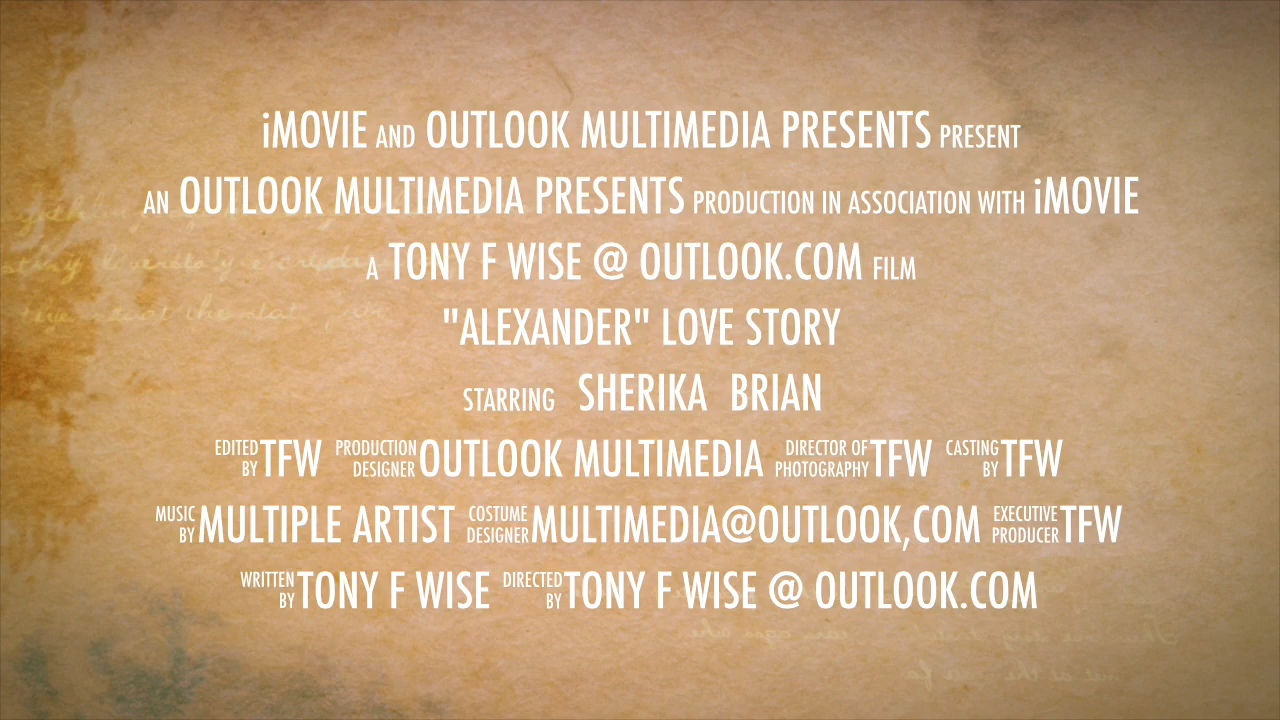 iMOVIE AND OUTLOOK MULTIMEDIA PRESENTS PRESENT
AN OUTLOOK MULTIMEDIA PRESENTS PRODUCTION IN ASSOCIATION WITH iMOVIE
A TONY F WISE @ OUTLOOK.COM FILM
"ALEXANDER" LOVE STORY
STARRING SHERIKA BRIAN
EDITED BY TFW PRODUCTION DESIGNER OUTLOOK MULTIMEDIA DIRECTOR OF PHOTOGRAPHY TFW CASTING BY TFW
MUSIC BY MULTIPLE ARTIST COSTUME DESIGNER MULTIMEDIA@OUTLOOK,COM EXECUTIVE PRODUCER TFW
WRITTEN BY TONY F WISE DIRECTED BY TONY F WISE @ OUTLOOK.COM